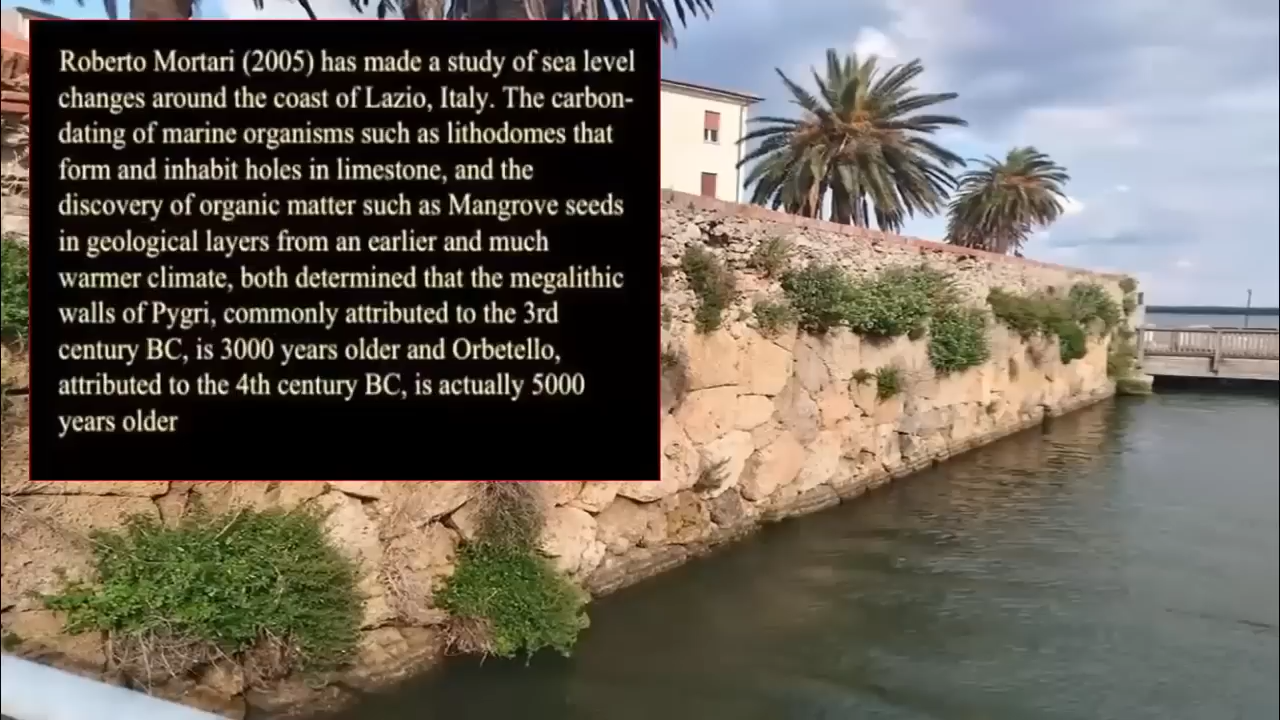 Roberto Mortari (2005) has made a study of sea level
changes around the coast of Lazio, Italy. The carbon-
dating of marine organisms such as lithodomes that
form and inhabit holes in limestone, and the
discovery of organic matter such as Mangrove seeds
in geological layers from an earlier and much
warmer climate, both determined that the megalithic
walls of Pygri, commonly attributed to the 3rd
century BC, is 3000 years older and Orbetello,
attributed to the 4th century BC, is actually 5000
years older